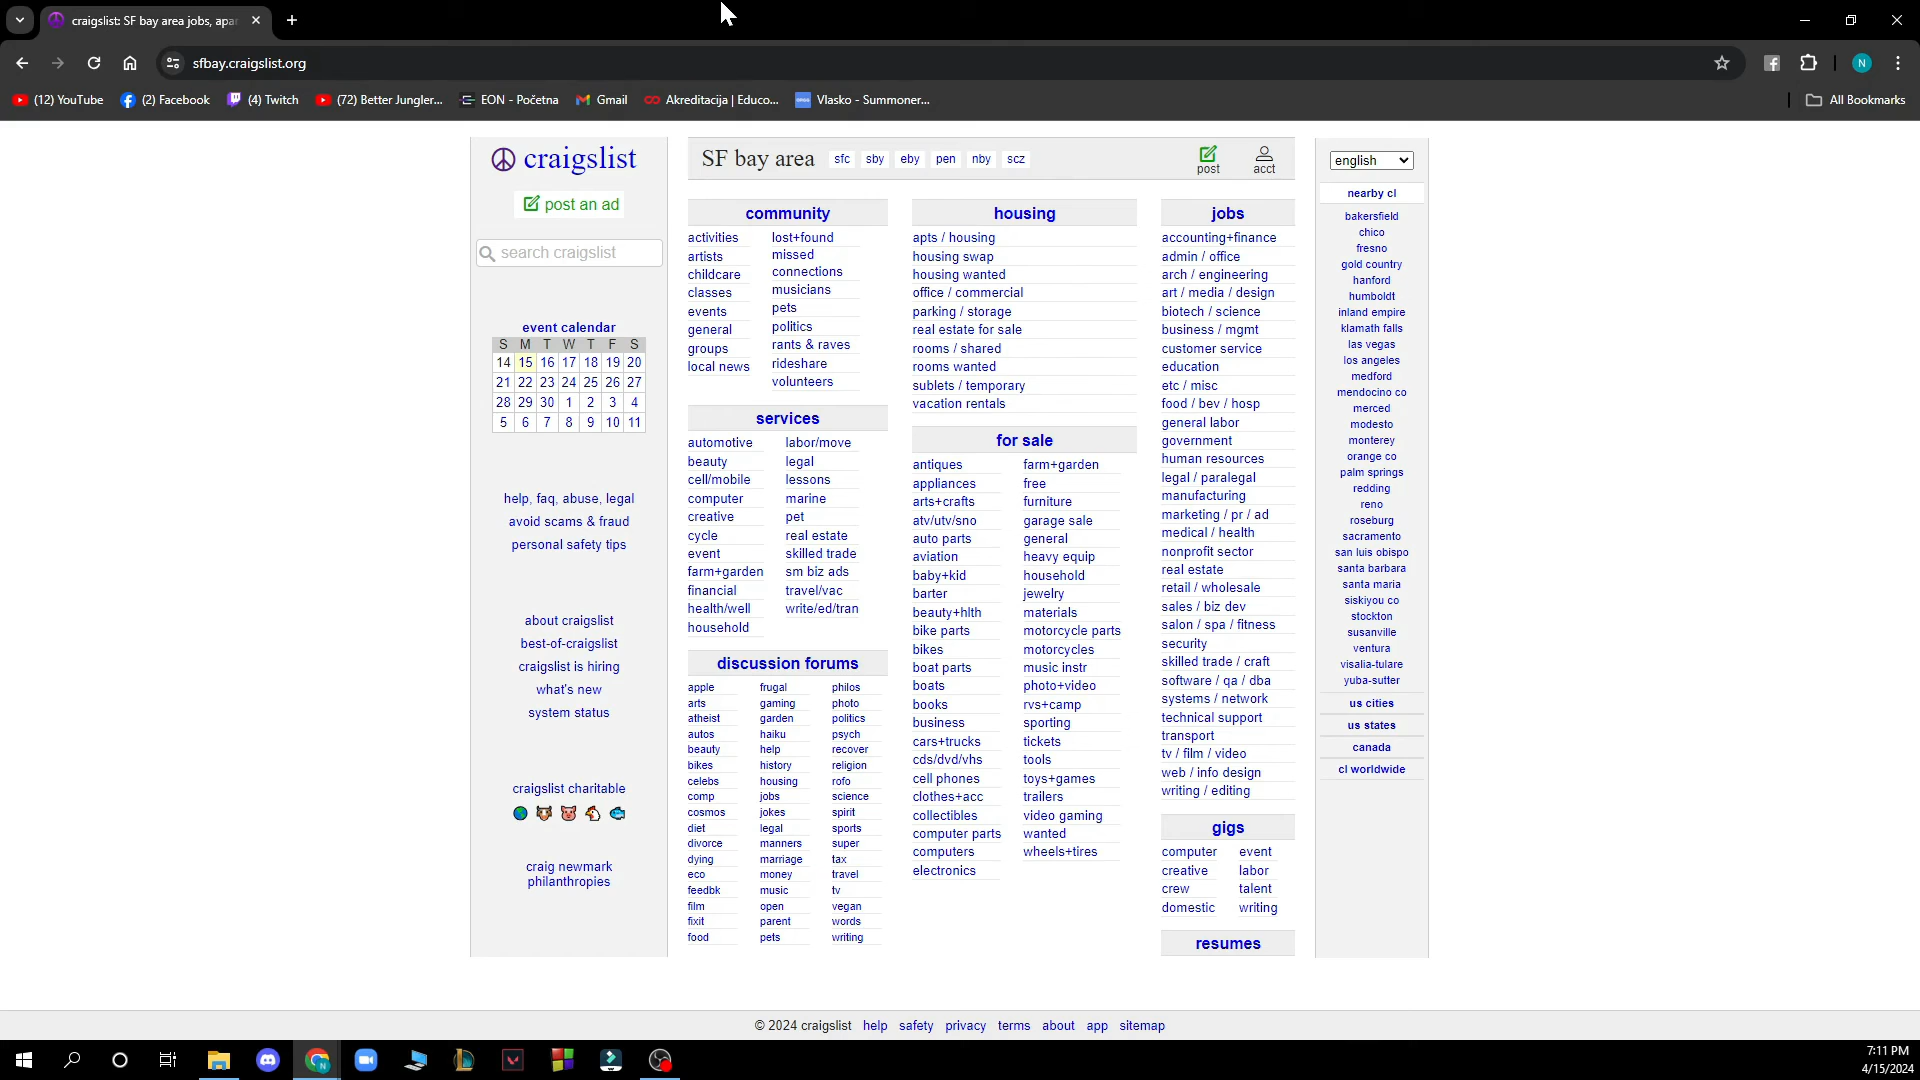 craigslist: SF bay area jobs, apa
sfbay.craigslist.org
N
(12) YouTube
(2) Facebook
(4) Twitch
(72) Better Jungler...
EON - Početna
Gmail
Akreditacija | Educo...
Vlasko - Summoner...
All Bookmarks
craigslist
post an ad
search craigslist
event calendar
S M T W T F S
14 15 16 17 18 19 20
21 22 23 24 25 26 27
28 29 30 1 2 3 4
5 6 7 8 9 10 11
help, faq, abuse, legal
avoid scams & fraud
personal safety tips
about craigslist
best-of-craigslist
craigslist is hiring
what's new
system status
craigslist charitable
craig newmark
philanthropies
SF bay area sfc sby eby pen nby scz
post
acct
community
activities
artists
childcare
classes
events
general
groups
local news
lost+found
missed
connections
musicians
pets
politics
rants & raves
rideshare
volunteers
services
automotive
beauty
cell/mobile
computer
creative
cycle
event
farm+garden
financial
health/well
household
labor/move
legal
lessons
marine
pet
real estate
skilled trade
sm biz ads
travel/vac
write/ed/tran
discussion forums
apple
arts
atheist
autos
beauty
bikes
celebs
comp
cosmos
diet
divorce
dying
eco
feedbk
film
fixit
food
frugal
gaming
garden
haiku
help
history
housing
jobs
jokes
legal
manners
marriage
money
music
open
parent
pets
philos
photo
politics
psych
recover
religion
rofo
science
spirit
sports
super
tax
travel
tv
vegan
words
writing
housing
apts / housing
housing swap
housing wanted
office / commercial
parking / storage
real estate for sale
rooms / shared
rooms wanted
sublets / temporary
vacation rentals
for sale
antiques
appliances
arts+crafts
atv/utv/sno
auto parts
aviation
baby+kid
barter
beauty+hlth
bike parts
bikes
boat parts
boats
books
business
cars+trucks
cds/dvd/vhs
cell phones
clothes+acc
collectibles
computer parts
computers
electronics
farm+garden
free
furniture
garage sale
general
heavy equip
household
jewelry
materials
motorcycle parts
motorcycles
music instr
photo+video
rvs+camp
sporting
tickets
tools
toys+games
trailers
video gaming
wanted
wheels+tires
jobs
accounting+finance
admin / office
arch / engineering
art / media / design
biotech / science
business / mgmt
customer service
education
etc / misc
food / bev / hosp
general labor
government
human resources
legal / paralegal
manufacturing
marketing / pr / ad
medical / health
nonprofit sector
real estate
retail / wholesale
sales / biz dev
salon / spa / fitness
security
skilled trade / craft
software / qa / dba
systems / network
technical support
transport
tv / film / video
web / info design
writing / editing
gigs
computer
creative
crew
domestic
event
labor
talent
writing
resumes
english
nearby cl
bakersfield
chico
fresno
gold country
hanford
humboldt
inland empire
klamath falls
las vegas
los angeles
medford
mendocino co
merced
modesto
monterey
orange co
palm springs
redding
reno
roseburg
sacramento
san luis obispo
santa barbara
santa maria
siskiyou co
stockton
susanville
ventura
visalia-tulare
yuba-sutter
us cities
us states
canada
cl worldwide
© 2024 craigslist help safety privacy terms about app sitemap
7:11 PM
4/15/2024